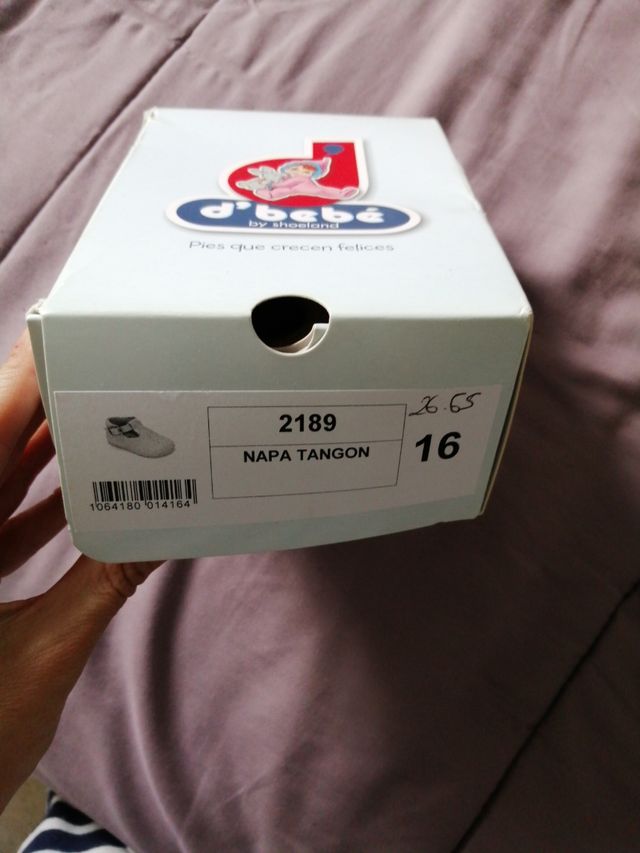 d'bebé
by shoeland
Pies que crecen felices
26.65
2189
16
NAPA TANGON
1064180 014164